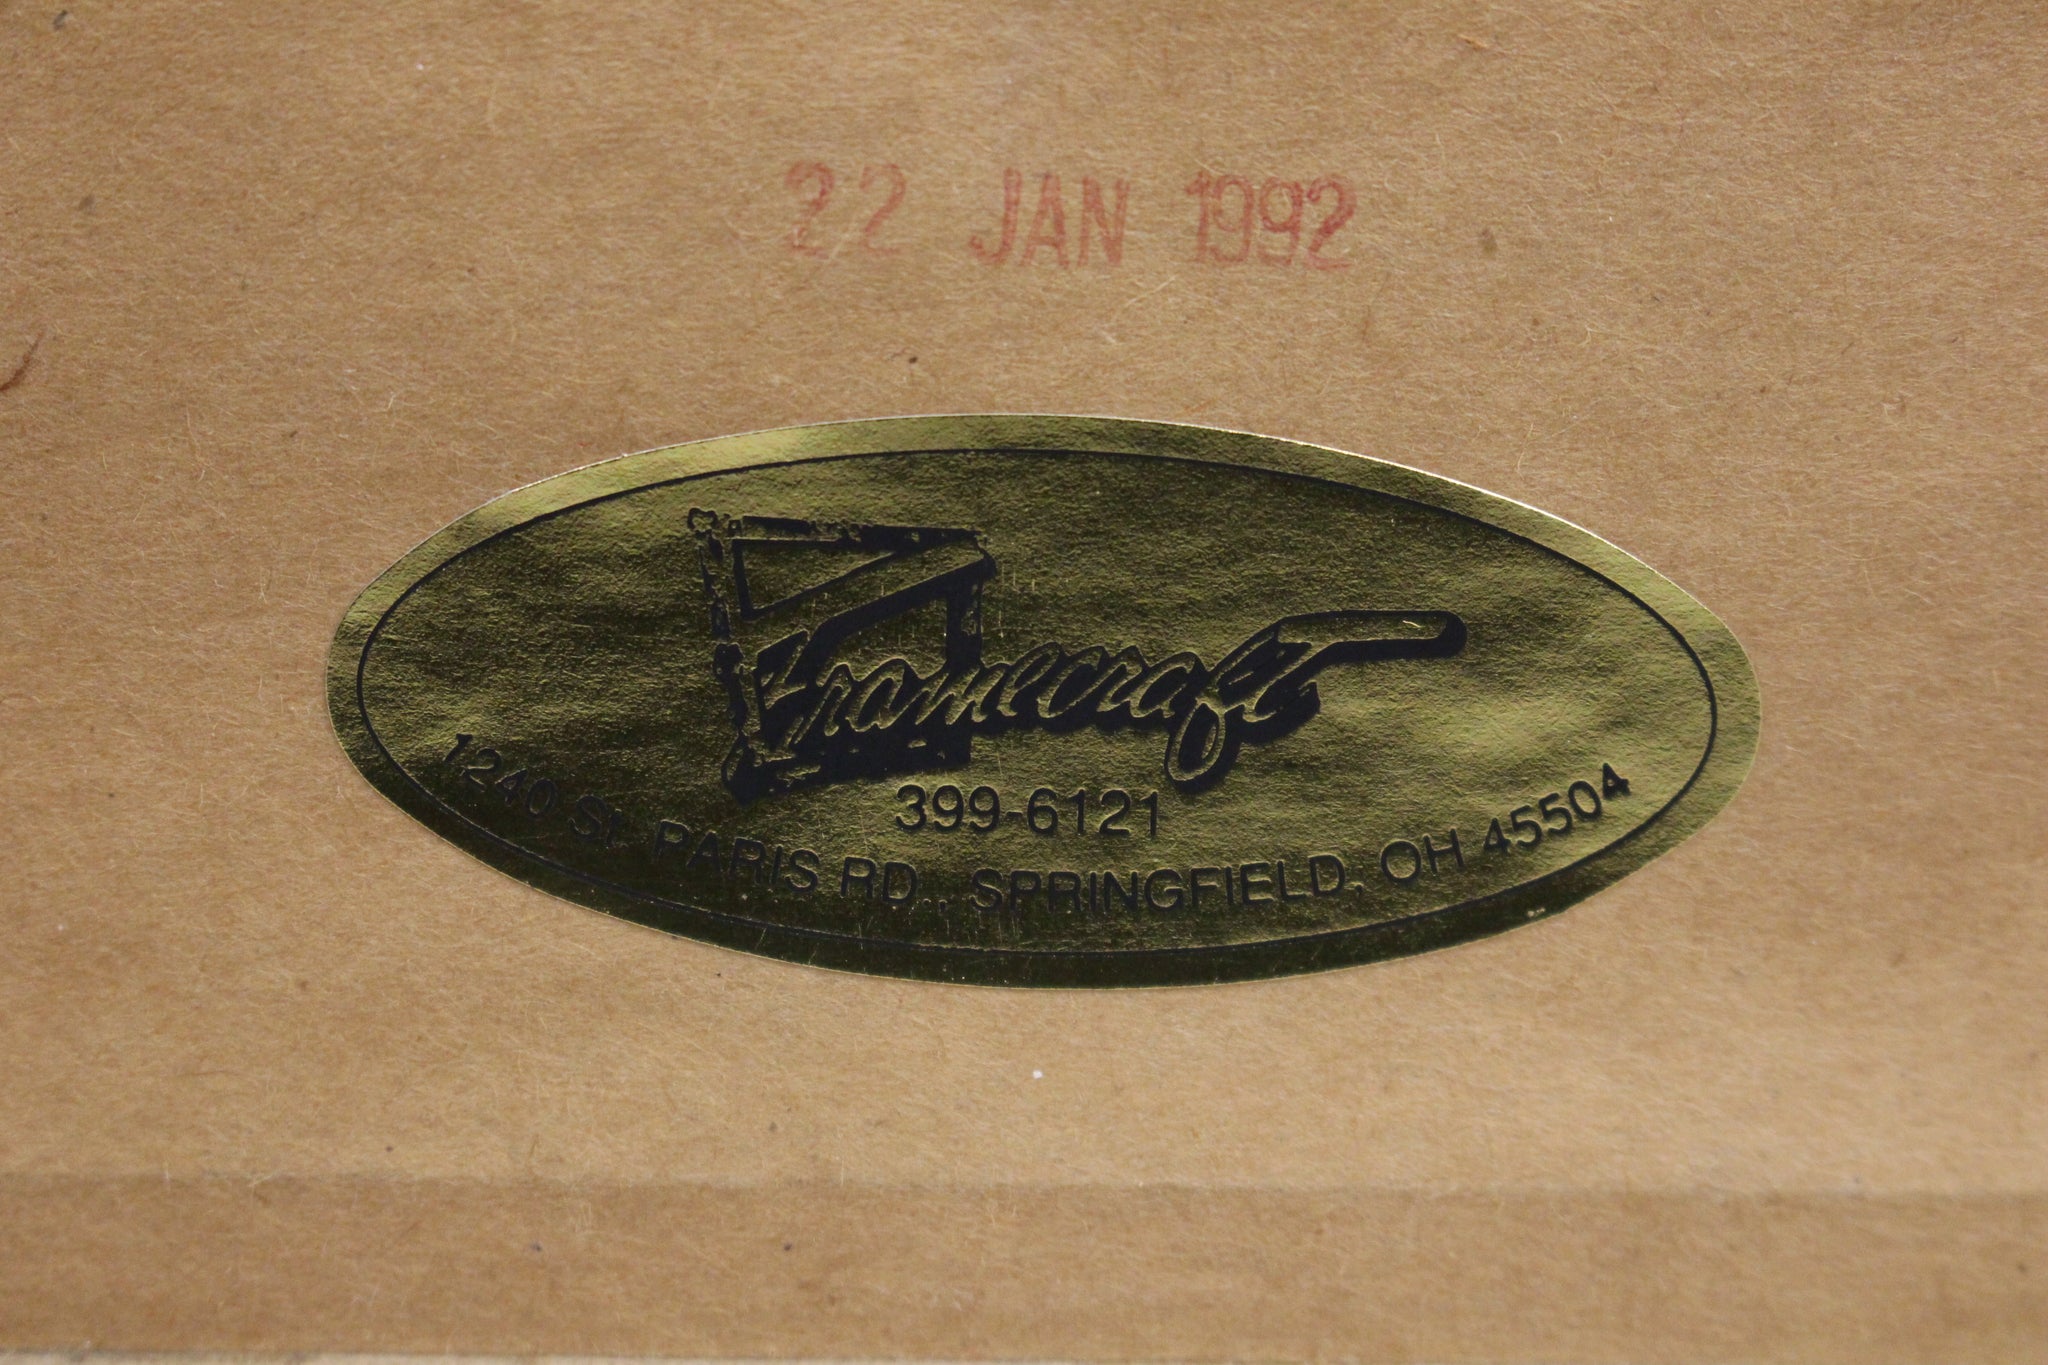 22 JAN 1992
Framecraft
399-6121
1240 St. PARIS RD., SPRINGFIELD, OH 45504